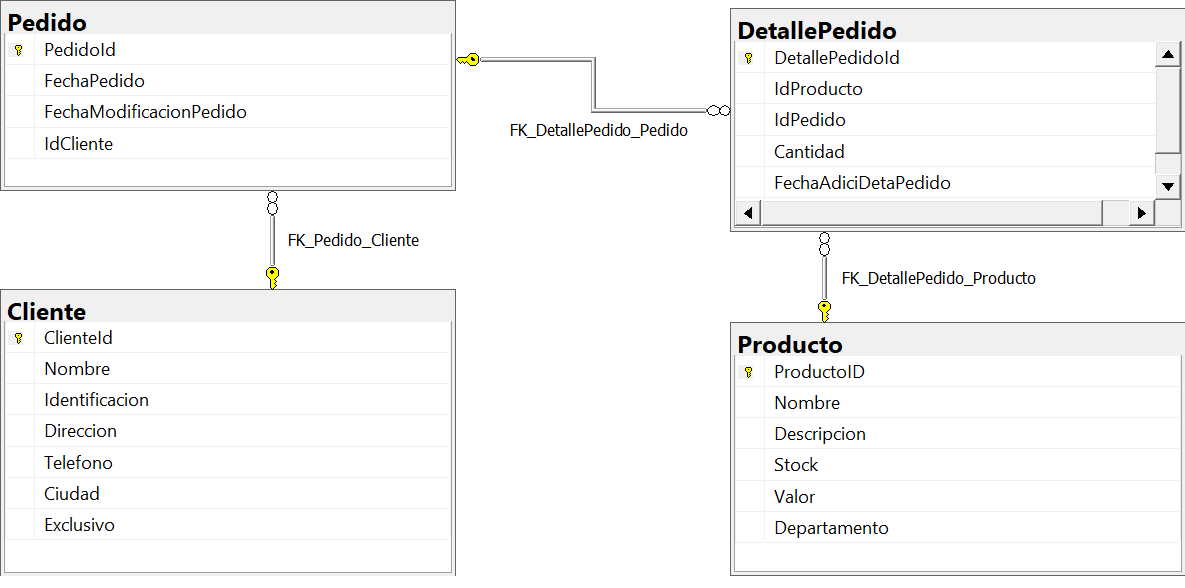 Pedido
PedidoId
FechaPedido
FechaModificacionPedido
IdCliente
FK_DetallePedido_Pedido
DetallePedido
DetallePedidoId
IdProducto
IdPedido
Cantidad
FechaAdiciDetaPedido
FK_Pedido_Cliente
FK_DetallePedido_Producto
Cliente
ClienteId
Nombre
Identificacion
Direccion
Telefono
Ciudad
Exclusivo
Producto
ProductoID
Nombre
Descripcion
Stock
Valor
Departamento